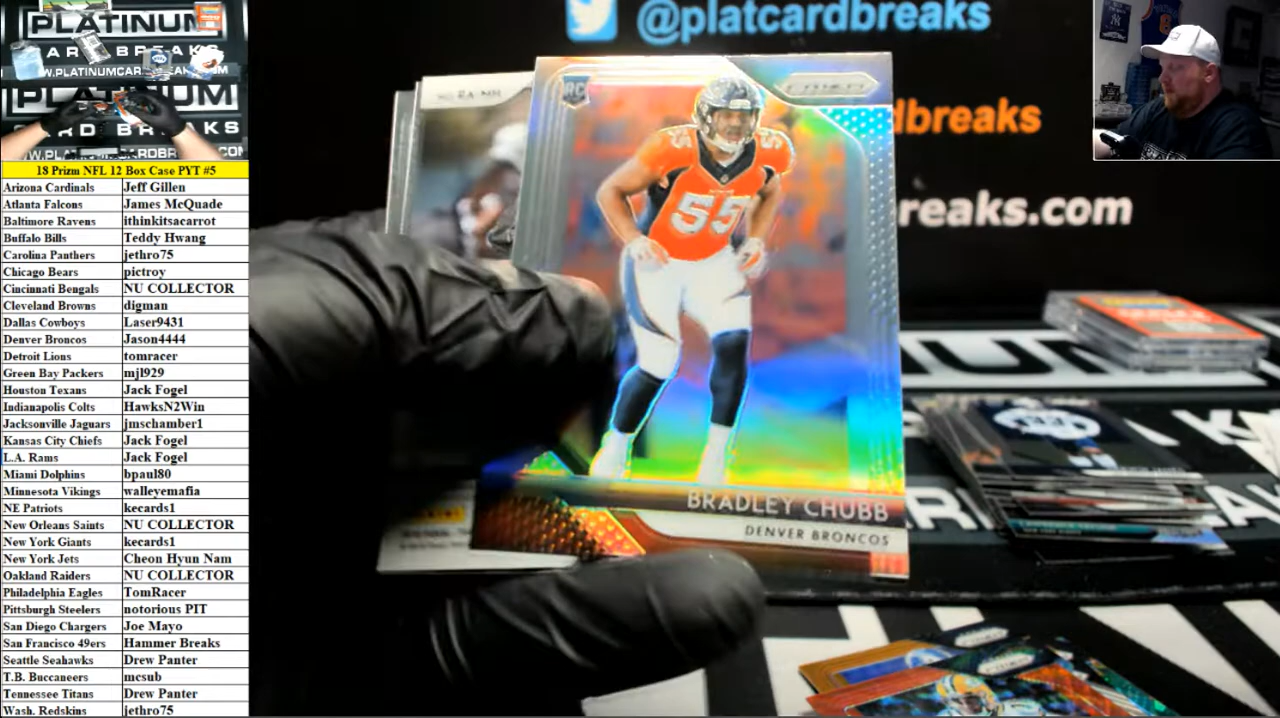 PLATINUM
CARD BREAKS
PLATINUM
CARD BREAKS
18 Prizm NFL 12 Box Case PYT #5
Arizona Cardinals Jeff Gillen
Atlanta Falcons James McQuade
Baltimore Ravens ithinkitsacarrot
Buffalo Bills Teddy Hwang
Carolina Panthers jethro75
Chicago Bears pictroy
Cincinnati Bengals NU COLLECTOR
Cleveland Browns digman
Dallas Cowboys Laser9431
Denver Broncos Jason4444
Detroit Lions tomracer
Green Bay Packers mjl929
Houston Texans Jack Fogel
Indianapolis Colts HawksN2Win
Jacksonville Jaguars jmschamber1
Kansas City Chiefs Jack Fogel
L.A. Rams Jack Fogel
Miami Dolphins bpaul80
Minnesota Vikings walleyemafia
NE Patriots kecards1
New Orleans Saints NU COLLECTOR
New York Giants kecards1
New York Jets Cheon Hyun Nam
Oakland Raiders NU COLLECTOR
Philadelphia Eagles TomRacer
Pittsburgh Steelers notorious PIT
San Diego Chargers Joe Mayo
San Francisco 49ers Hammer Breaks
Seattle Seahawks Drew Panter
T.B. Buccaneers mcsub
Tennessee Titans Drew Panter
Wash. Redskins jethro75
@platcardbreaks
dbreaks
breaks.com
RC
PRIZM
55
55
BRADLEY CHUBB
DENVER BRONCOS